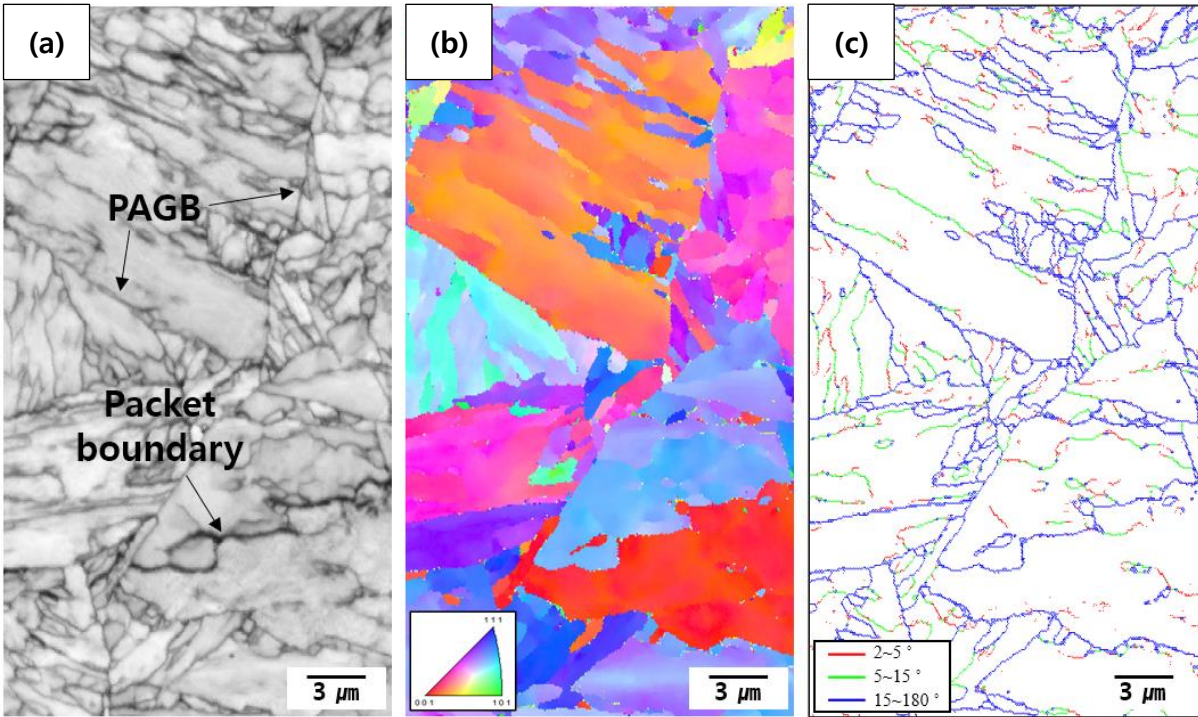 (a)
PAGB
Packet
boundary
3 μm
(b)
111
001
101
3 μm
(c)
2~5 °
5~15 °
15~180 °
3 μm